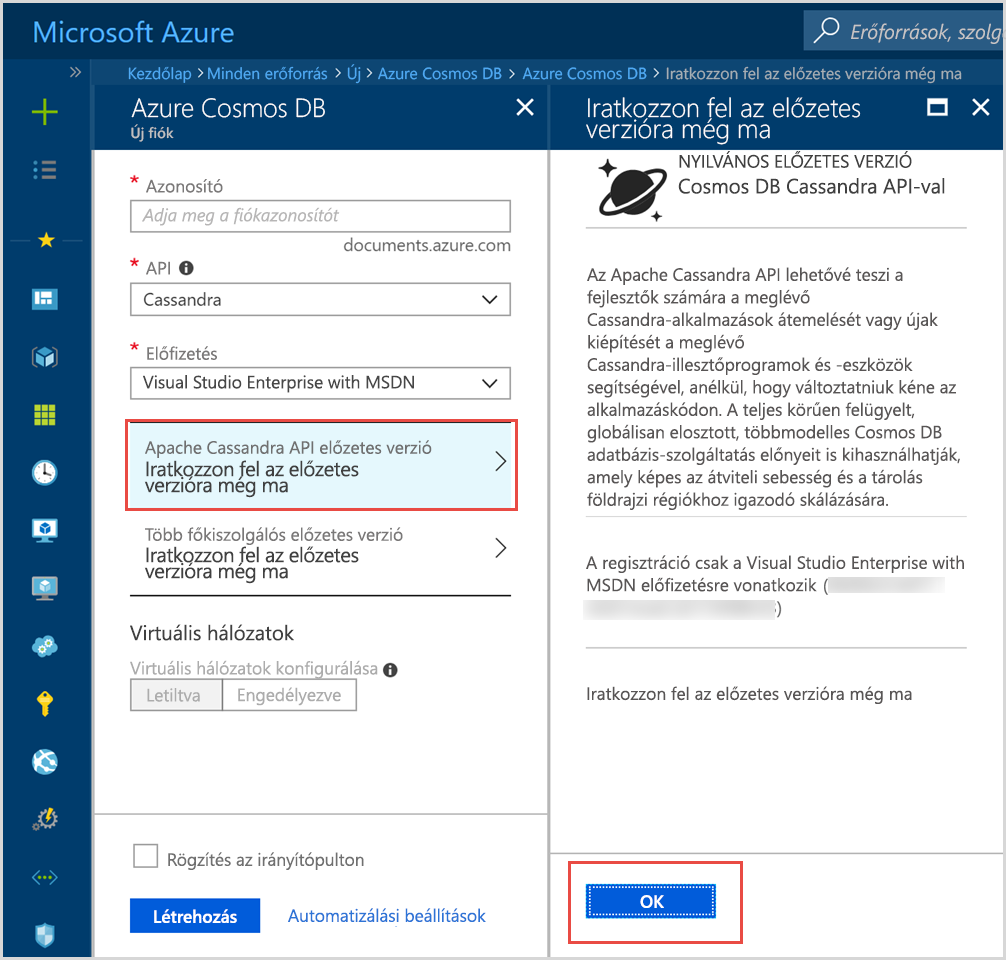 Microsoft Azure
Erőforrások, szolg
Kezdőlap > Minden erőforrás > Új > Azure Cosmos DB > Azure Cosmos DB > Iratkozzon fel az előzetes verzióra még ma
Azure Cosmos DB
Új fiók
* Azonosító
Adja meg a fiókazonosítót
documents.azure.com
* API
Cassandra
* Előfizetés
Visual Studio Enterprise with MSDN
Apache Cassandra API előzetes verzió
Iratkozzon fel az előzetes
verzióra még ma
Több főkiszolgálós előzetes verzió
Iratkozzon fel az előzetes
verzióra még ma
Virtuális hálózatok
Virtuális hálózatok konfigurálása
Letiltva
Engedélyezve
Rögzítés az irányítópulton
Létrehozás
Automatizálási beállítások
Iratkozzon fel az előzetes
verzióra még ma
NYILVÁNOS ELŐZETES VERZIÓ
Cosmos DB Cassandra API-val
Az Apache Cassandra API lehetővé teszi a
fejlesztők számára a meglévő
Cassandra-alkalmazások átemelését vagy újak
kiépítését a meglévő
Cassandra-illesztőprogramok és -eszközök
segítségével, anélkül, hogy változtatniuk kéne az
alkalmazáskódon. A teljes körűen felügyelt,
globálisan elosztott, többmodelles Cosmos DB
adatbázis-szolgáltatás előnyeit is kihasználhatják,
amely képes az átviteli sebesség és a tárolás
földrajzi régiókhoz igazodó skálázására.
A regisztráció csak a Visual Studio Enterprise with
MSDN előfizetésre vonatkozik (
)
Iratkozzon fel az előzetes verzióra még ma
OK